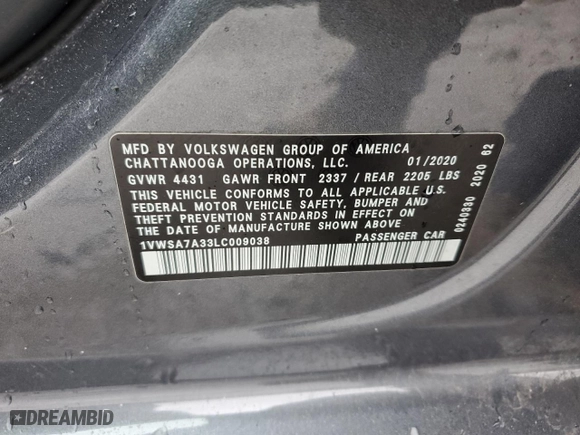 MFD BY VOLKSWAGEN GROUP OF AMERICA
CHATTANOOGA OPERATIONS, LLC. 01/2020
GVWR 4431 GAWR FRONT 2337 / REAR 2205 LBS
THIS VEHICLE CONFORMS TO ALL APPLICABLE U.S.
FEDERAL MOTOR VEHICLE SAFETY, BUMPER AND
THEFT PREVENTION STANDARDS IN EFFECT ON
THE DATE OF MANUFACTURE SHOWN ABOVE
1VWSA7A33LC009038 PASSENGER CAR
0240330 2020 62
DREAMBID